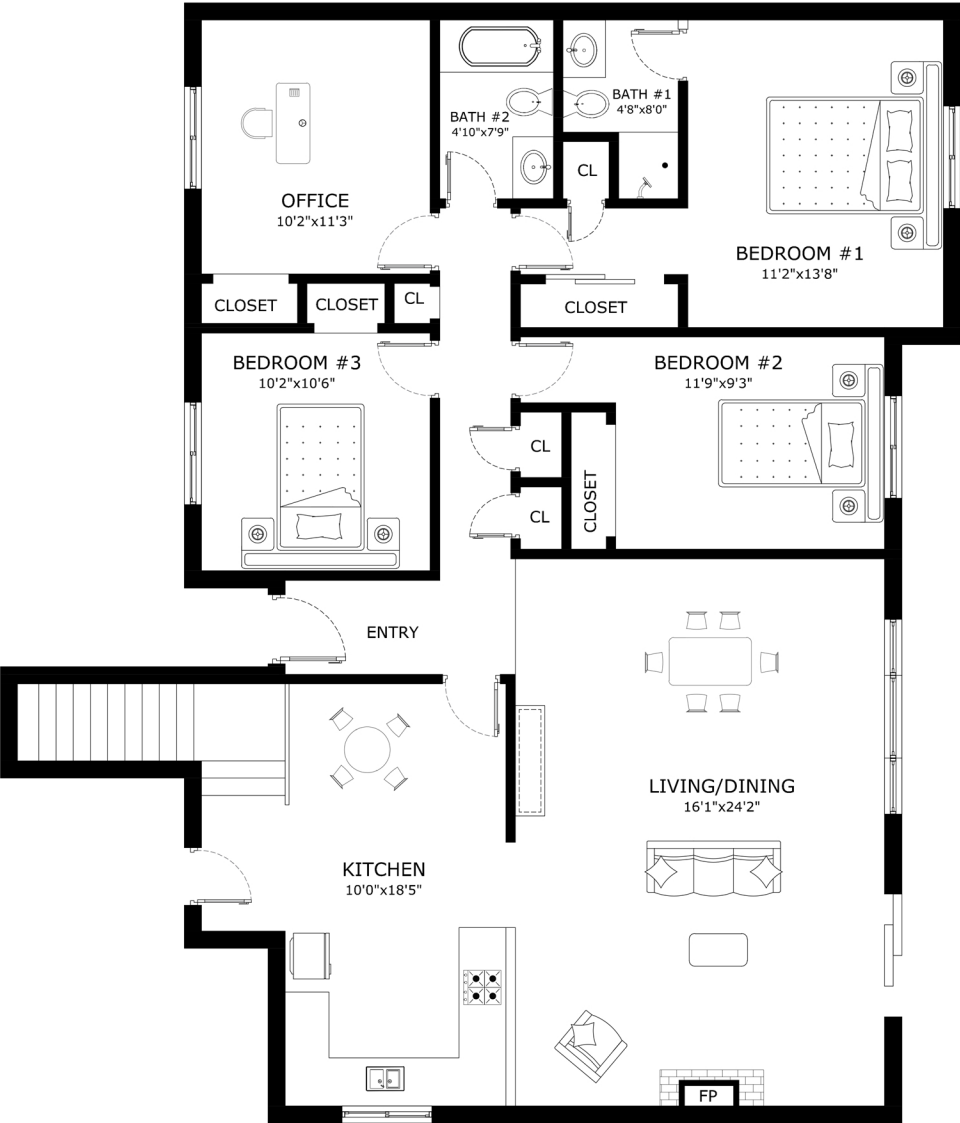 BATH #1
4'8"x8'0"
BATH #2
4'10"x7'9"
CL
OFFICE
10'2"x11'3"
BEDROOM #1
11'2"x13'8"
CLOSET
CLOSET
CL
CLOSET
BEDROOM #3
10'2"x10'6"
BEDROOM #2
11'9"x9'3"
CL
CLOSET
CL
ENTRY
LIVING/DINING
16'1"x24'2"
KITCHEN
10'0"x18'5"
FP